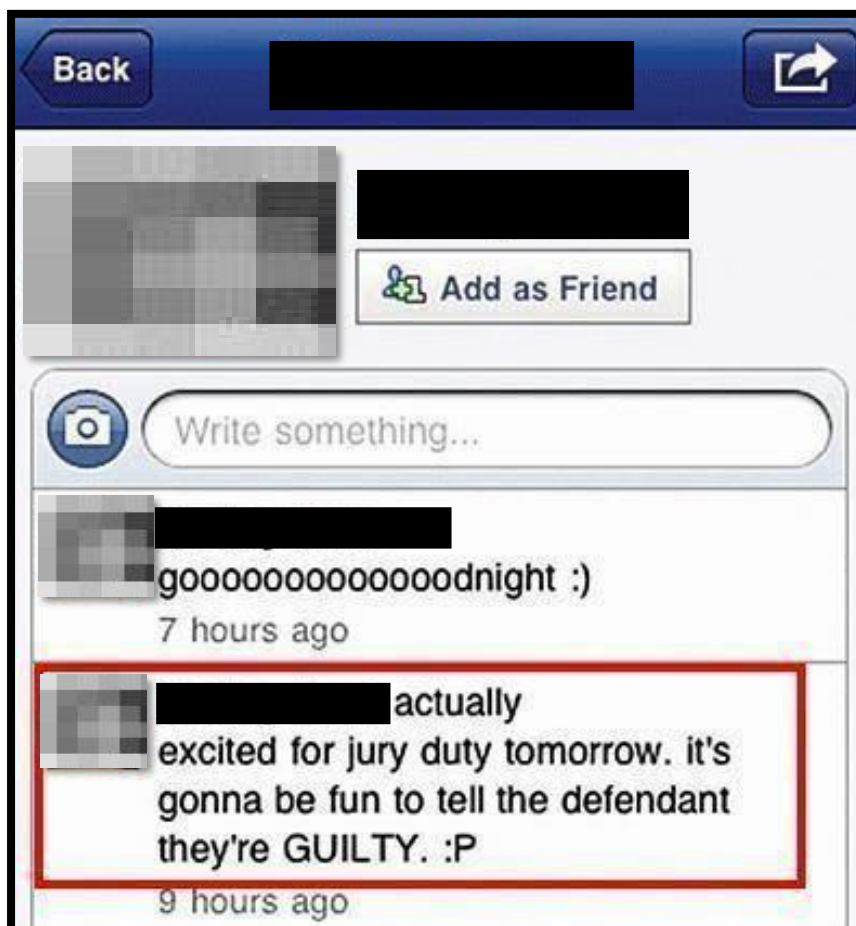 Back
Add as Friend
Write something...
gooooooooooooodnight :)
7 hours ago
actually
excited for jury duty tomorrow. it's
gonna be fun to tell the defendant
they're GUILTY. :P
9 hours ago